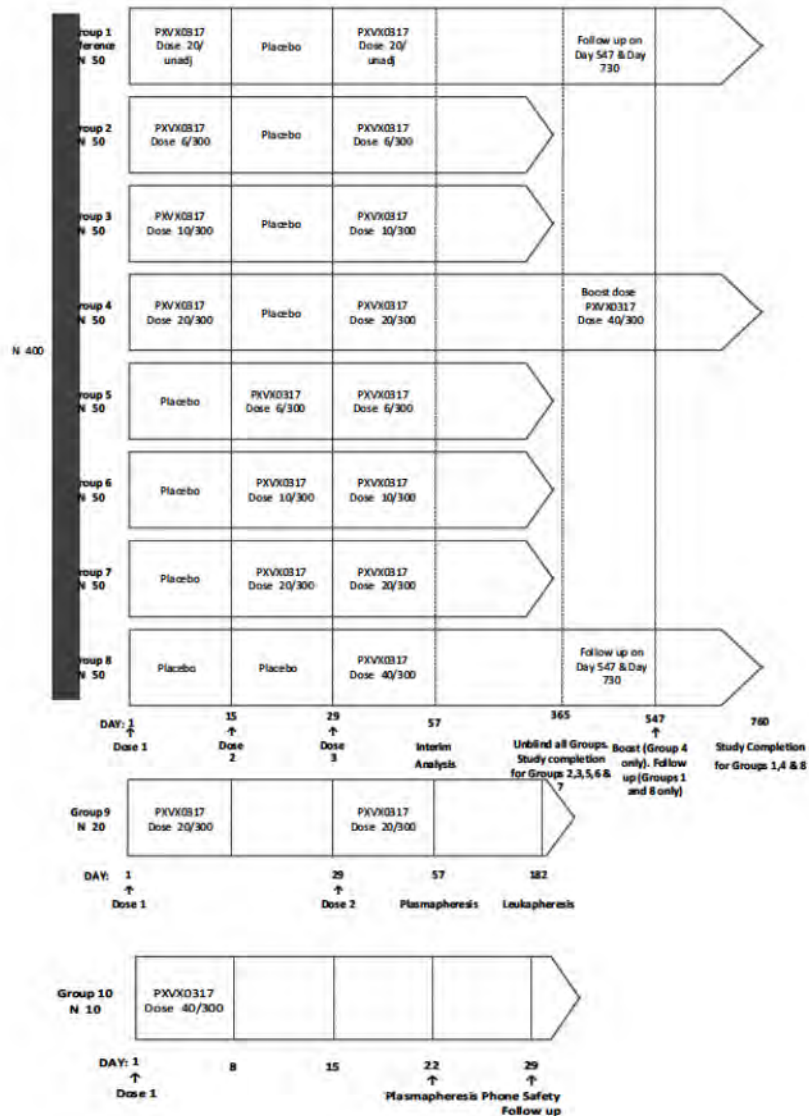 roup 1
ference
N 50
PXVX0317
Dose 20/
unadj
Placebo
PXVX0317
Dose 20/
unadj
Follow up on
Day 547 & Day
730
roup 2
N 50
PXVX0317
Dose 6/300
Placebo
PXVX0317
Dose 6/300
roup 3
N 50
PXVX0317
Dose 10/300
Placebo
PXVX0317
Dose 10/300
roup 4
N 50
PXVX0317
Dose 20/300
Placebo
PXVX0317
Dose 20/300
Boost dose
PXVX0317
Dose 40/300
N 400
roup 5
N 50
Placebo
PXVX0317
Dose 6/300
PXVX0317
Dose 6/300
roup 6
N 50
Placebo
PXVX0317
Dose 10/300
PXVX0317
Dose 10/300
roup 7
N 50
Placebo
PXVX0317
Dose 20/300
PXVX0317
Dose 20/300
roup 8
N 50
Placebo
Placebo
PXVX0317
Dose 40/300
Follow up on
Day 547 & Day
730
DAY: 1 15 29 57 365 547 760
Dose 1
Dose
2
Dose
3
Interim
Analysis
Unblind all Groups.
Study completion
for Groups 2,3,5,6 &
7
Boost (Group 4
only). Follow
up (Groups 1
and 8 only)
Study Completion
for Groups 1,4 & 8
Group 9
N 20
PXVX0317
Dose 20/300
PXVX0317
Dose 20/300
DAY: 1 29 57 182
Dose 1 Dose 2 Plasmapheresis Leukapheresis
Group 10
N 10
PXVX0317
Dose 40/300
DAY: 1 8 15 22 29
Dose 1 Plasmapheresis Phone Safety
Follow up